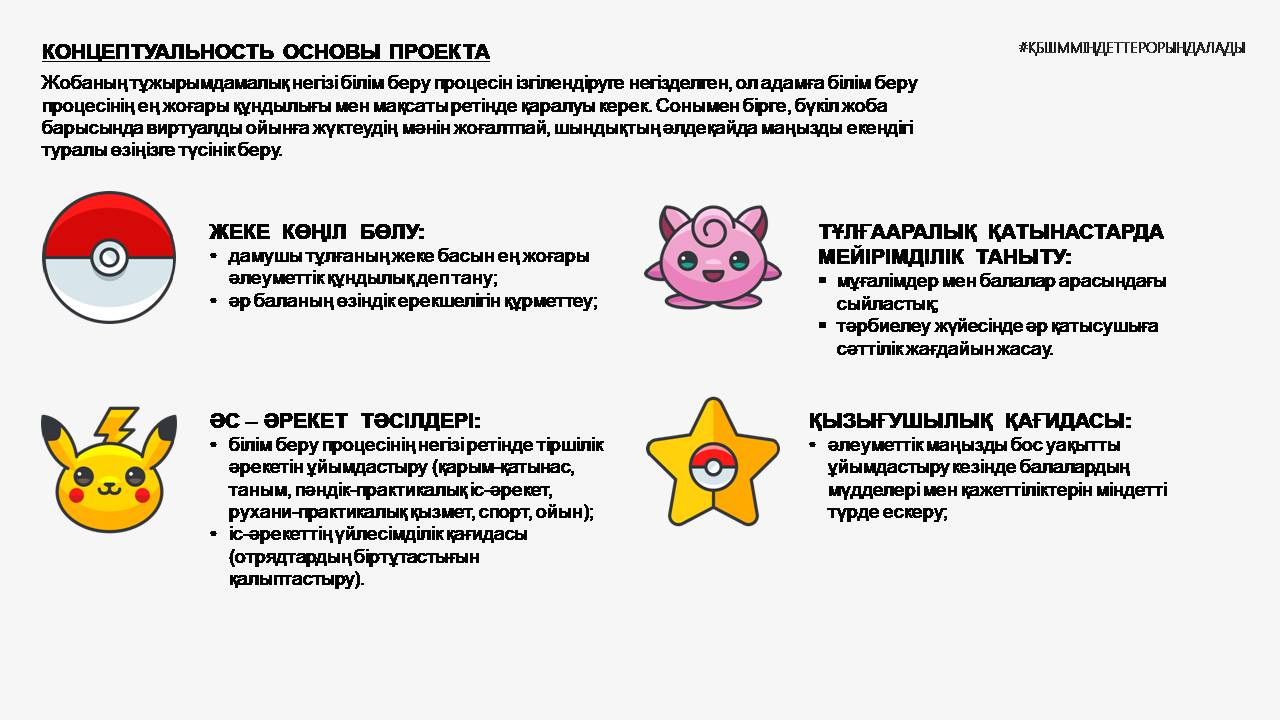 КОНЦЕПТУАЛЬНОСТЬ ОСНОВЫ ПРОЕКТА
#ҚБШММІНДЕТТЕРОРЫНДАЛАДЫ
Жобаның тұжырымдамалық негізі білім беру процесін ізгілендіруге негізделген, ол адамға білім беру
процесінің ең жоғары құндылығы мен мақсаты ретінде қаралуы керек. Сонымен бірге, бүкіл жоба
барысында виртуалды ойынға жүктеудің мәнін жоғалтпай, шындықтың әлдеқайда маңызды екендігі
туралы өзіңізге түсінік беру.
ЖЕКЕ КӨҢІЛ БӨЛУ:
• дамушы тұлғаның жеке басын ең жоғары
әлеуметтік құндылық деп тану;
• әр баланың өзіндік ерекшелігін құрметтеу;
ТҰЛҒААРАЛЫҚ ҚАТЫНАСТАРДА
МЕЙІРІМДІЛІК ТАНЫТУ:
▪ мұғалімдер мен балалар арасындағы
сыйластық;
▪ тәрбиелеу жүйесінде әр қатысушыға
сәттілік жағдайын жасау.
ӘС – ӘРЕКЕТ ТӘСІЛДЕРІ:
• білім беру процесінің негізі ретінде тіршілік
әрекетін ұйымдастыру (қарым-қатынас,
таным, пәндік-практикалық іс-әрекет,
рухани-практикалық қызмет, спорт, ойын);
• іс-әрекеттің үйлесімділік қағидасы
(отрядтардың біртұтастығын
қалыптастыру).
ҚЫЗЫҒУШЫЛЫҚ ҚАҒИДАСЫ:
• әлеуметтік маңызды бос уақытты
ұйымдастыру кезінде балалардың
мүдделері мен қажеттіліктерін міндетті
түрде ескеру;